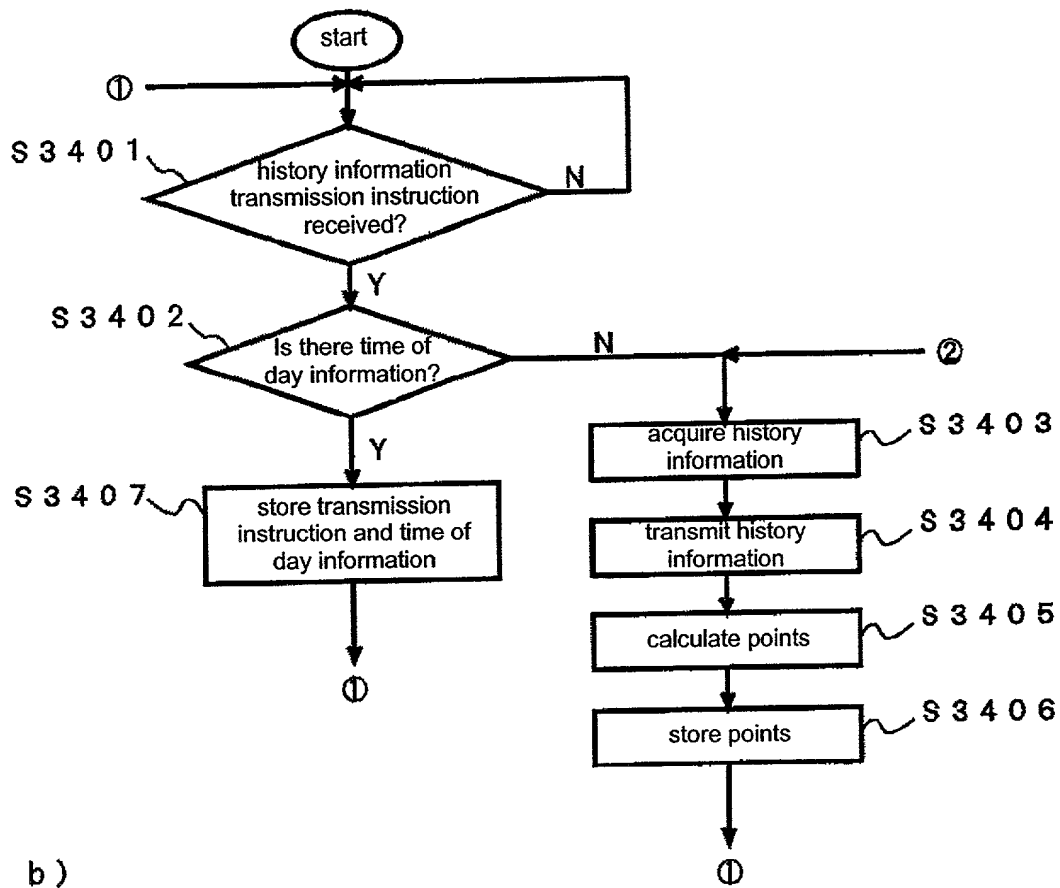 start
①
S3401
history information
transmission instruction
received?
N
Y
S3402
Is there time of
day information?
N
②
Y
S3403
acquire history
information
S3407
store transmission
instruction and time of
day information
S3404
transmit history
information
S3405
calculate points
①
S3406
store points
①
b)